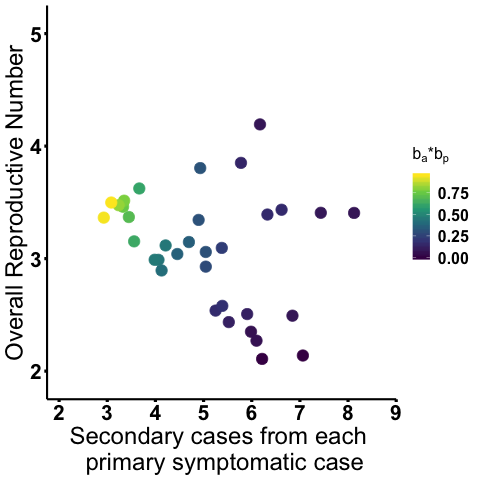 Overall Reproductive Number
5
4
3
2
2 3 4 5 6 7 8 9
Secondary cases from each
primary symptomatic case
bₐ*bₚ
0.75
0.50
0.25
0.00